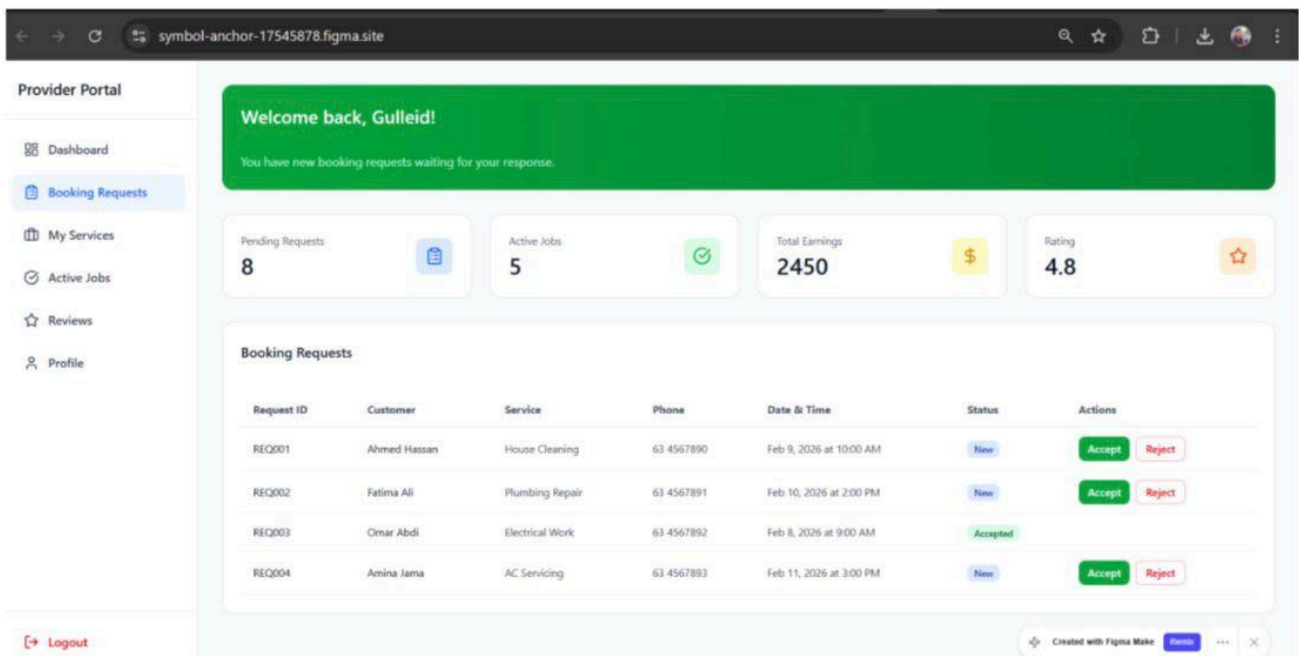 symbol-anchor-17545878.figma.site
Provider Portal
Dashboard
Booking Requests
My Services
Active Jobs
Reviews
Profile
Logout
Welcome back, Gulleid!
You have new booking requests waiting for your response.
Pending Requests
8
Active Jobs
5
Total Earnings
2450
$
Rating
4.8
Booking Requests
Request ID Customer Service Phone Date & Time Status Actions
REQ001 Ahmed Hassan House Cleaning 63 4567890 Feb 9, 2026 at 10:00 AM New Accept Reject
REQ002 Fatima Ali Plumbing Repair 63 4567891 Feb 10, 2026 at 2:00 PM New Accept Reject
REQ003 Omar Abdi Electrical Work 63 4567892 Feb 8, 2026 at 9:00 AM Accepted
REQ004 Amina Jama AC Servicing 63 4567893 Feb 11, 2026 at 3:00 PM New Accept Reject
Created with Figma Make Remix